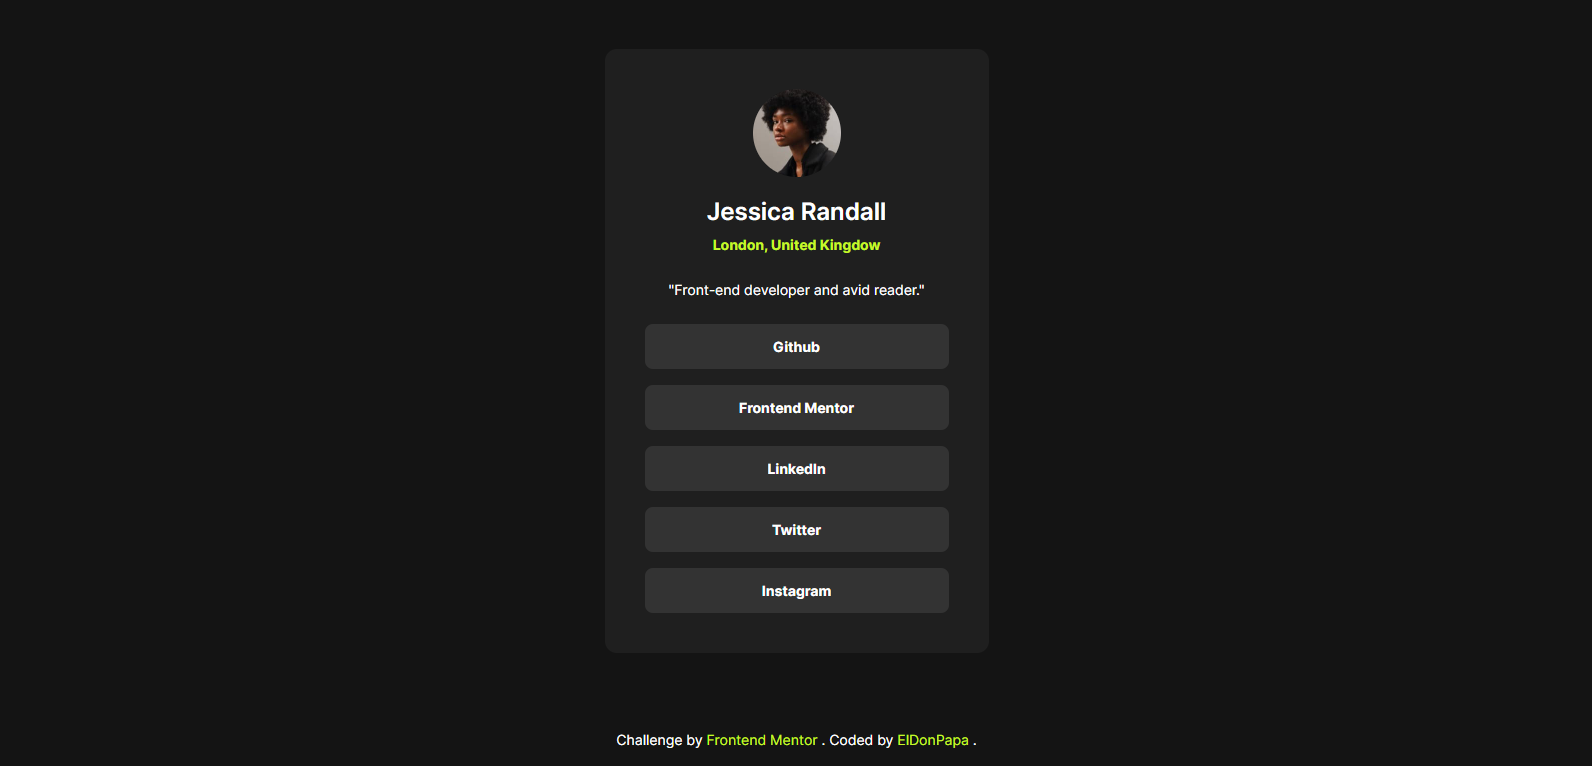 Jessica Randall
London, United Kingdow
"Front-end developer and avid reader."
Github
Frontend Mentor
LinkedIn
Twitter
Instagram
Challenge by Frontend Mentor . Coded by ElDonPapa .